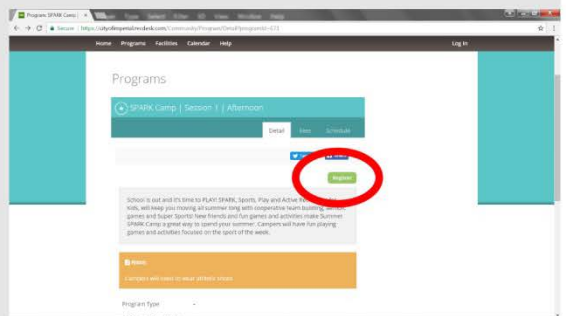 Program: SPARK Camp |
Secure | https://
Home Programs Facilities Calendar Help Log In
Programs
SPARK Camp | Session 1 | Afternoon
Detail Fees Schedule
Register
School is out and it's time to PLAY! SPARK, Sports, Play and Active
Kids, will keep you moving all summer long with cooperative team building,
games and Super Sports! New friends and fun games and activities make Summer
SPARK Camp a great way to spend your summer. Campers will have fun playing
games and activities focused on the sport of the week.
Campers will need to wear athletic shoes
Program Type -